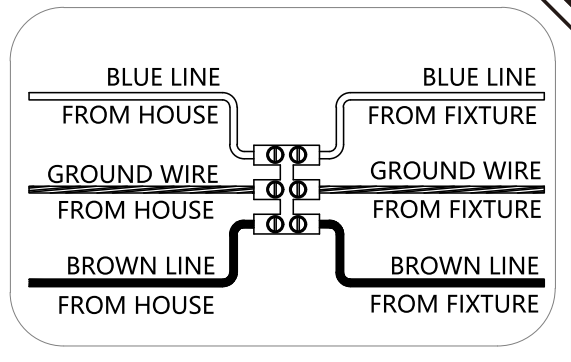 BLUE LINE
FROM HOUSE
BLUE LINE
FROM FIXTURE
GROUND WIRE
FROM HOUSE
GROUND WIRE
FROM FIXTURE
BROWN LINE
FROM HOUSE
BROWN LINE
FROM FIXTURE